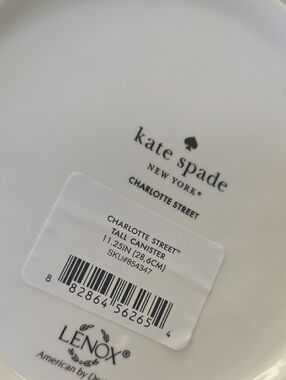 kate spade
NEW YORK®
CHARLOTTE STREET
CHARLOTTE STREET™
TALL CANISTER
11.25IN (28,6CM)
SKU#854347
8 82864 56265 4
LENOX®
American by